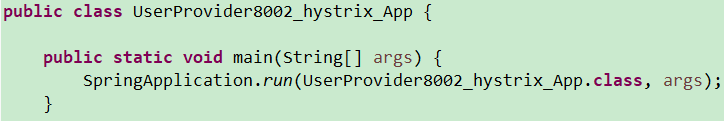 public class UserProvider8002_hystrix_App {
public static void main(String[] args) {
SpringApplication.run(UserProvider8002_hystrix_App.class, args);
}